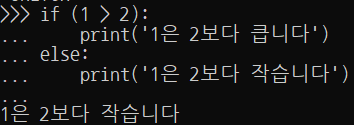 >>> if (1 > 2):
...     print('1은 2보다 큽니다')
... else:
...     print('1은 2보다 작습니다')
...
1은 2보다 작습니다